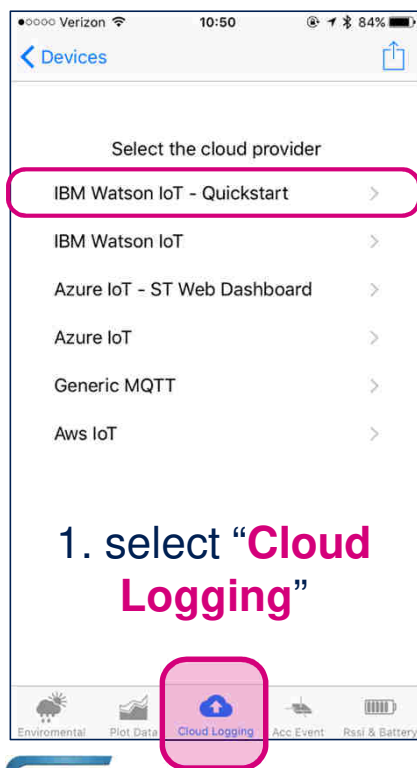 ●○○○○ Verizon 10:50 84%
Devices
Select the cloud provider
IBM Watson IoT - Quickstart
IBM Watson IoT
Azure IoT - ST Web Dashboard
Azure IoT
Generic MQTT
Aws IoT
1. select “Cloud
Logging”
Enviromental Plot Data Cloud Logging Acc Event Rssi & Battery